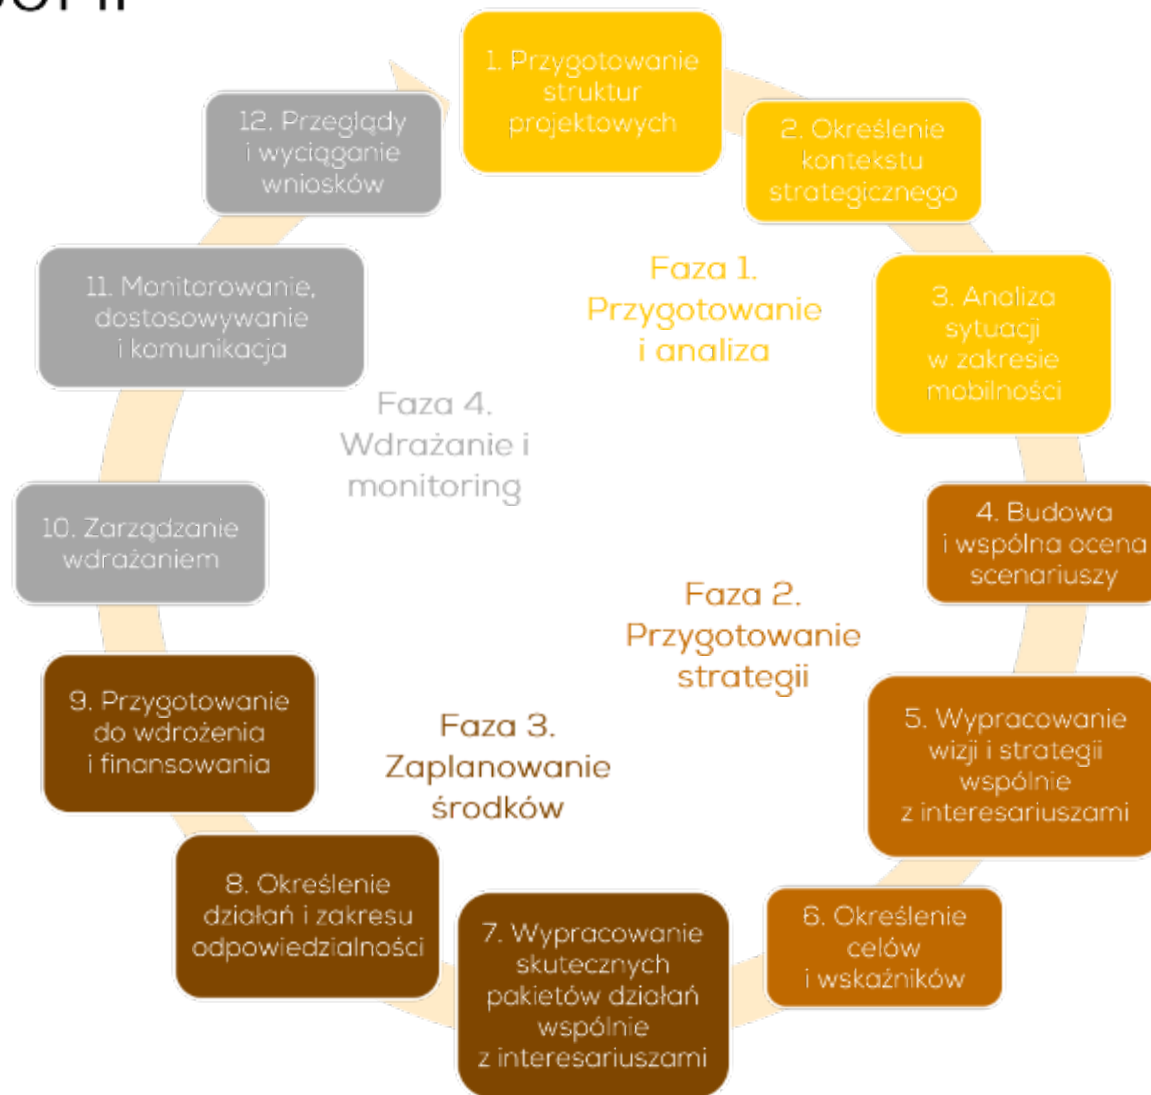 1. Przygotowanie
struktur
projektowych
2. Określenie
kontekstu
strategicznego
3. Analiza
sytuacji
w zakresie
mobilności
4. Budowa
i wspólna ocena
scenariuszy
5. Wypracowanie
wizji i strategii
wspólnie
z interesariuszami
6. Określenie
celów
i wskaźników
7. Wypracowanie
skutecznych
pakietów działań
wspólnie
z interesariuszami
8. Określenie
działań i zakresu
odpowiedzialności
9. Przygotowanie
do wdrożenia
i finansowania
10. Zarządzanie
wdrażaniem
11. Monitorowanie,
dostosowywanie
i komunikacja
12. Przeglądy
i wyciąganie
wniosków
Faza 1.
Przygotowanie
i analiza
Faza 2.
Przygotowanie
strategii
Faza 3.
Zaplanowanie
środków
Faza 4.
Wdrażanie i
monitoring